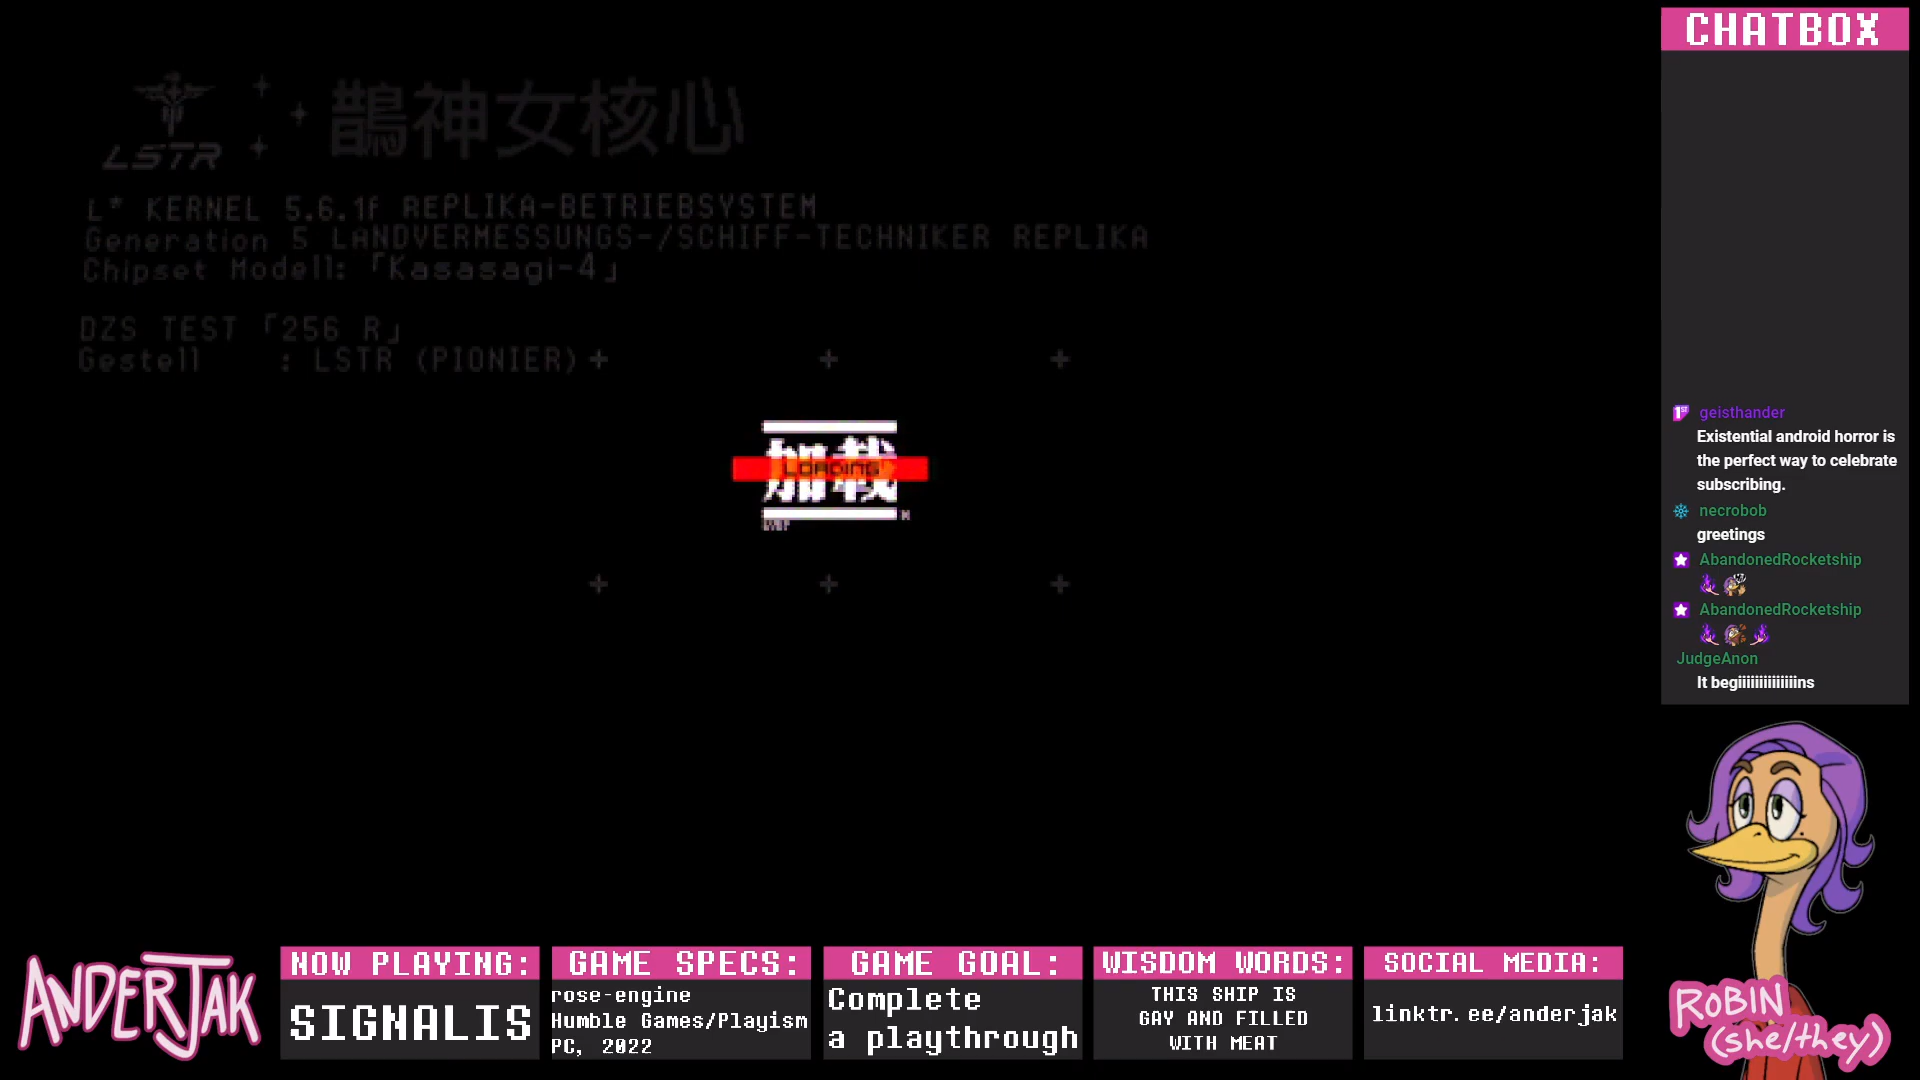 LSTR
鵲神女核心
L* KERNEL 5.6.1f REPLIKA-BETRIEBSYSTEM
Generation 5 LANDVERMESSUNGS-/SCHIFF-TECHNIKER REPLIKA
Chipset Modell:「Kasasagi-4」
DZS TEST「256 R」
Gestell : LSTR (PIONIER)
加載
LOADING
CHATBOX
geisthander
Existential android horror is
the perfect way to celebrate
subscribing.
necrobob
greetings
AbandonedRocketship
AbandonedRocketship
JudgeAnon
It begiiiiiiiiiiiiiins
ANDERJAK
NOW PLAYING:
SIGNALIS
GAME SPECS:
rose-engine
Humble Games/Playism
PC, 2022
GAME GOAL:
Complete
a playthrough
WISDOM WORDS:
THIS SHIP IS
GAY AND FILLED
WITH MEAT
SOCIAL MEDIA:
linktr.ee/anderjak
ROBIN
(she/they)